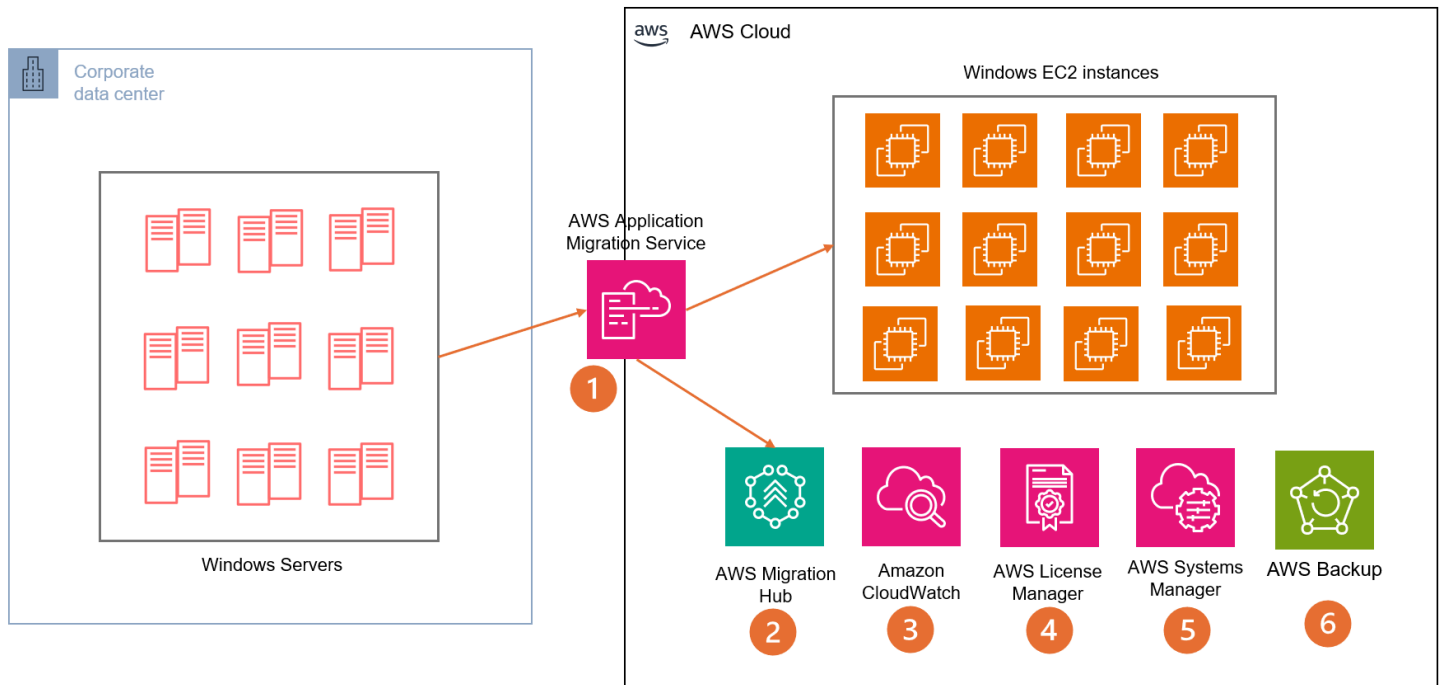 aws
AWS Cloud
Corporate
data center
Windows EC2 instances
AWS Application
Migration Service
1
Windows Servers
AWS Migration
Hub
2
Amazon
CloudWatch
3
AWS License
Manager
4
AWS Systems
Manager
5
AWS Backup
6